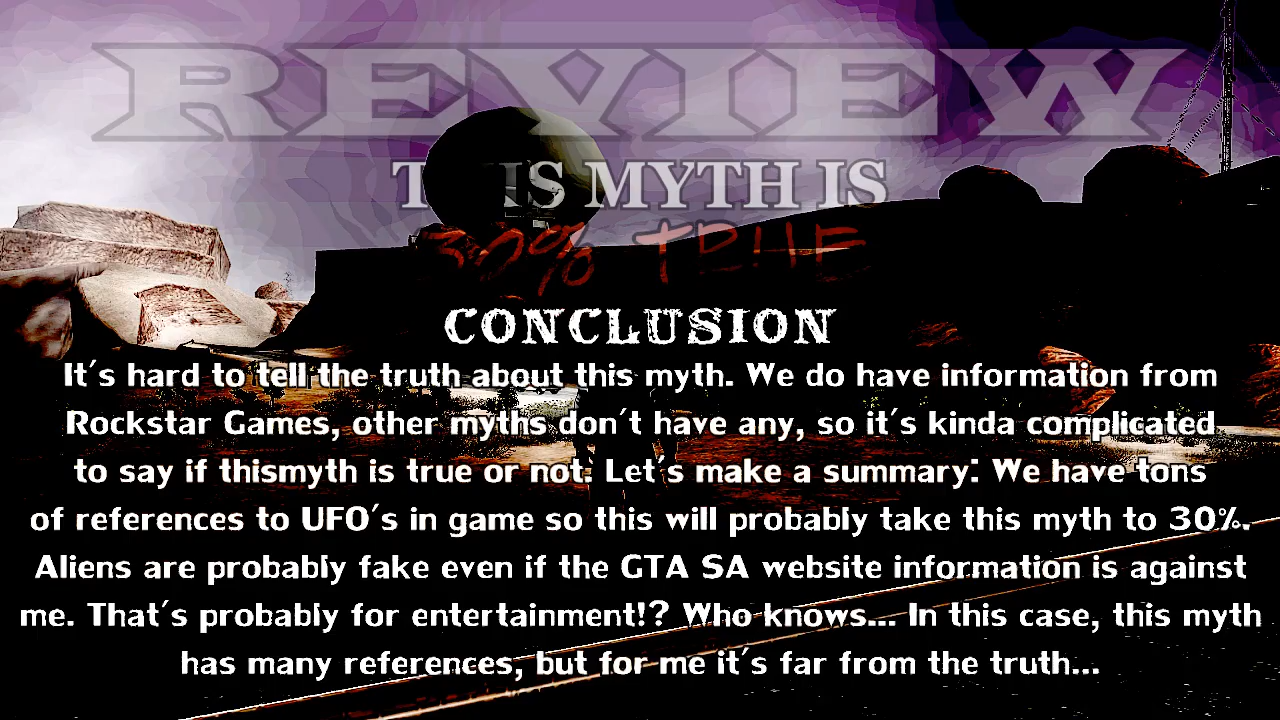 REVIEW
THIS MYTH IS
30% TRUE
CONCLUSION
It's hard to tell the truth about this myth. We do have information from
Rockstar Games, other myths don't have any, so it's kinda complicated
to say if thismyth is true or not. Let's make a summary: We have tons
of references to UFO's in game so this will probably take this myth to 30%.
Aliens are probably fake even if the GTA SA website information is against
me. That's probably for entertainment!? Who knows... In this case, this myth
has many references, but for me it's far from the truth...